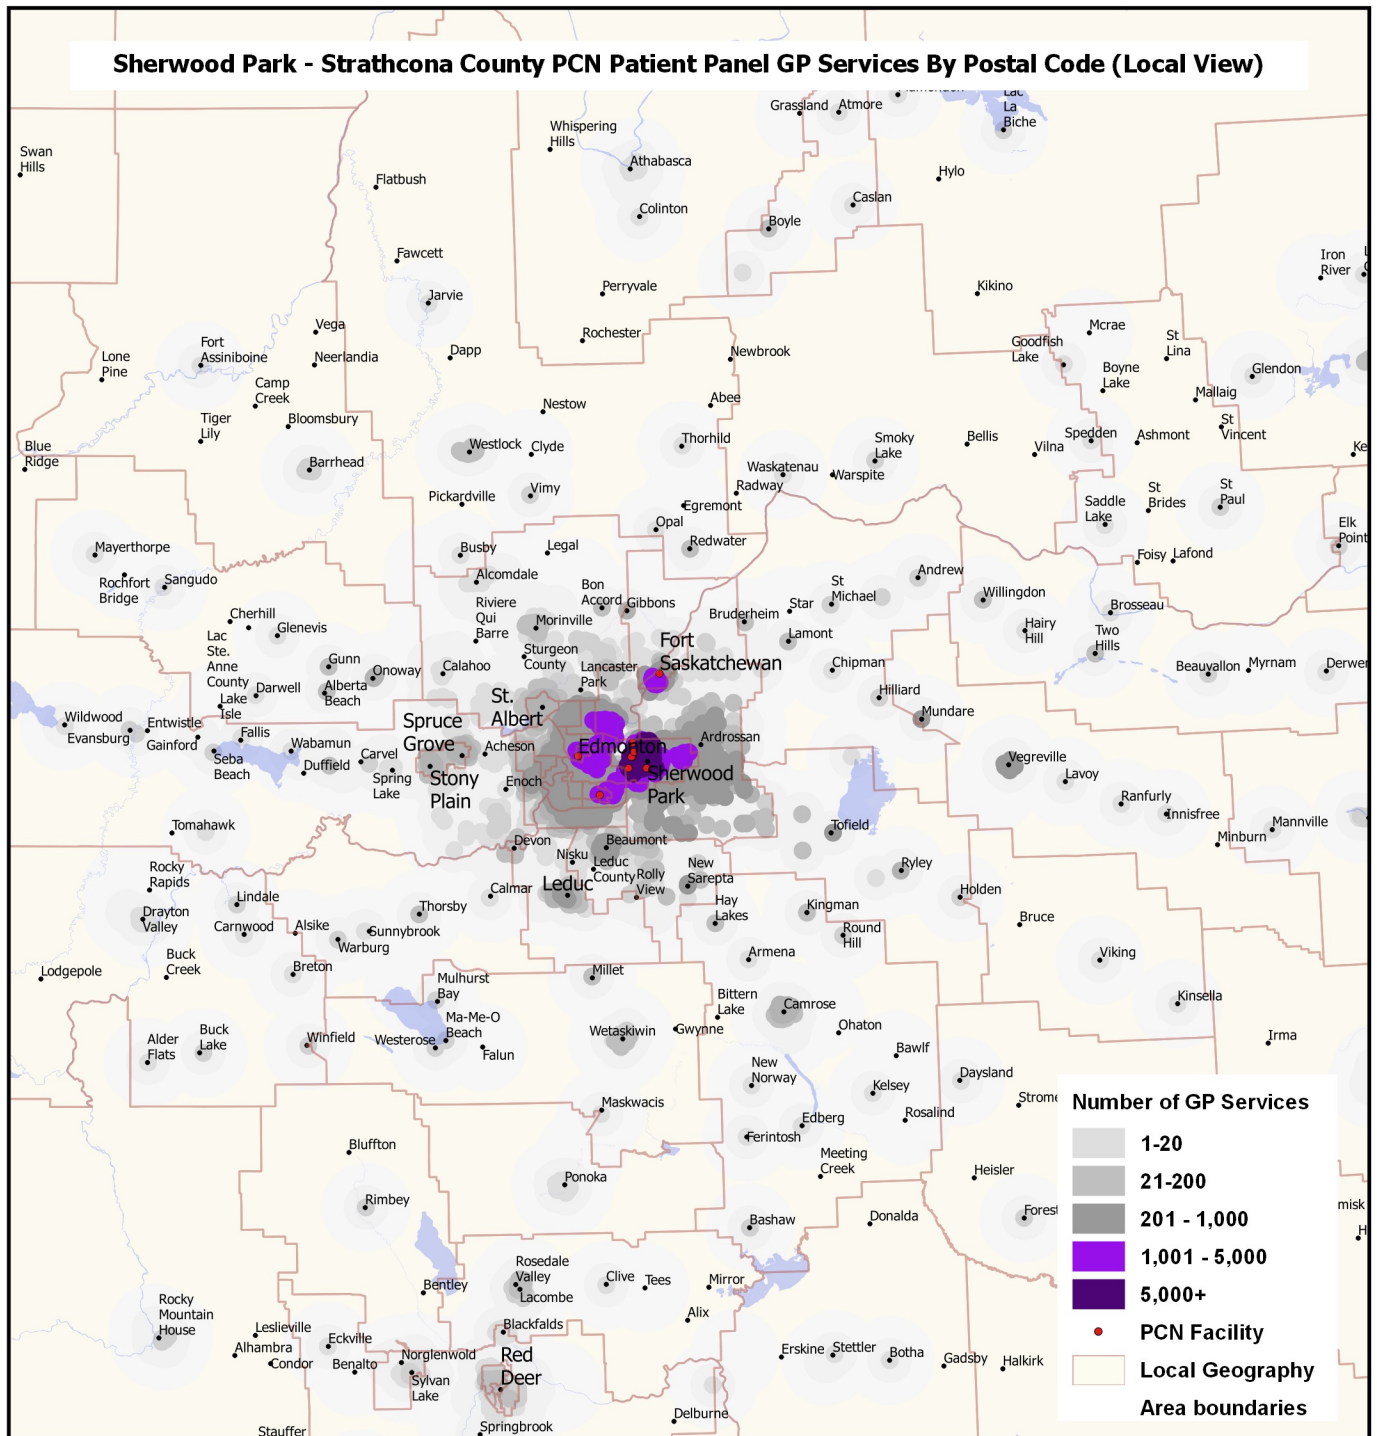 Sherwood Park - Strathcona County PCN Patient Panel GP Services By Postal Code (Local View)
Lac
La
Biche
Grassland
Atmore
Whispering
Hills
Swan
Hills
Athabasca
Hylo
Flatbush
Caslan
Colinton
Boyle
Fawcett
Iron
River
Perryvale
Kikino
Jarvie
Vega
Mcrae
Rochester
St
Lina
Fort
Assiniboine
Neerlandia
Dapp
Newbrook
Goodfish
Lake
Lone
Pine
Boyne
Lake
Glendon
Camp
Creek
Mallaig
Abee
Nestow
Tiger
Lily
Bloomsbury
St
Vincent
Blue
Ridge
Westlock
Clyde
Thorhild
Smoky
Lake
Bellis
Vilna
Spedden
Ashmont
Ke
Barrhead
Waskatenau
Warspite
Radway
Pickardville
Vimy
Egremont
Saddle
Lake
St
Brides
St
Paul
Opal
Redwater
Elk
Point
Mayerthorpe
Busby
Legal
Foisy
Lafond
Rochfort
Bridge
Sangudo
Alcomdale
Andrew
Bon
Accord
Gibbons
St
Michael
Star
Willingdon
Brosseau
Cherhill
Glenevis
Riviere
Qui
Barre
Morinville
Bruderheim
Lamont
Hairy
Hill
Two
Hills
Lac
Ste.
Anne
County
Gunn
Onoway
Calahoo
Sturgeon
County
Lancaster
Park
Fort
Saskatchewan
Chipman
Beauvallon
Myrnam
Derwen
Lake
Isle
Darwell
Alberta
Beach
St.
Albert
Hilliard
Mundare
Wildwood
Evansburg
Entwistle
Gainford
Fallis
Seba
Beach
Wabamun
Duffield
Carvel
Spring
Lake
Spruce
Grove
Stony
Plain
Acheson
Enoch
Edmonton
Ardrossan
Sherwood
Park
Vegreville
Lavoy
Ranfurly
Innisfree
Mannville
Minburn
Tomahawk
Devon
Nisku
Beaumont
Tofield
Rocky
Rapids
Leduc
County
Leduc
Rolly
View
New
Sarepta
Ryley
Holden
Lindale
Drayton
Valley
Carnwood
Alsike
Thorsby
Calmar
Hay
Lakes
Kingman
Round
Hill
Bruce
Sunnybrook
Warburg
Buck
Creek
Breton
Lodgepole
Armena
Viking
Millet
Mulhurst
Bay
Bittern
Lake
Camrose
Kinsella
Alder
Flats
Buck
Lake
Winfield
Westerose
Ma-Me-O
Beach
Falun
Wetaskiwin
Gwynne
Ohaton
Bawlf
Irma
New
Norway
Kelsey
Daysland
Strome
Maskwacis
Rosalind
Edberg
Ferintosh
Bluffton
Meeting
Creek
Heisler
Ponoka
Rimbey
Bashaw
Donalda
Forest
misk
H
Rosedale
Valley
Lacombe
Clive
Tees
Mirror
Bentley
Rocky
Mountain
House
Alix
Leslieville
Alhambra
Condor
Eckville
Benalto
Blackfalds
Norglenwold
Sylvan
Lake
Red
Deer
Erskine
Stettler
Botha
Gadsby
Halkirk
Delburne
Springbrook
Stauffer
Number of GP Services
1-20
21-200
201 - 1,000
1,001 - 5,000
5,000+
PCN Facility
Local Geography
Area boundaries